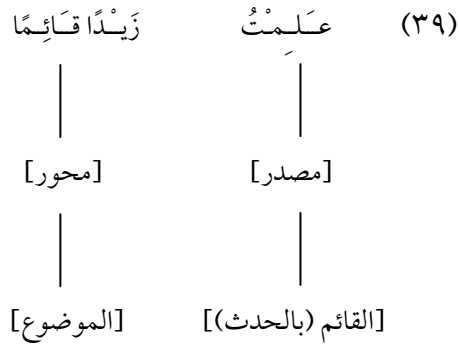 (٣٩) عَلِمْتُ زَيْدًا قَائِمًا
[مصدر] [محور]
[القائم (بالحدث)] [الموضوع]